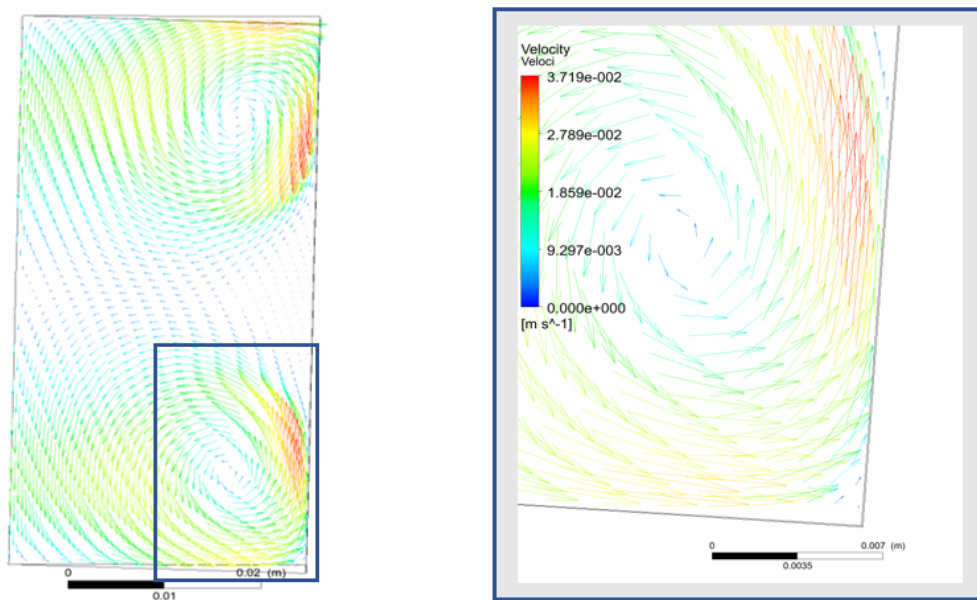 0
0.02 (m)
0.01
Velocity
Veloci
3.719e-002
2.789e-002
1.859e-002
9.297e-003
0.000e+000
[m s^-1]
0
0.007 (m)
0.0035